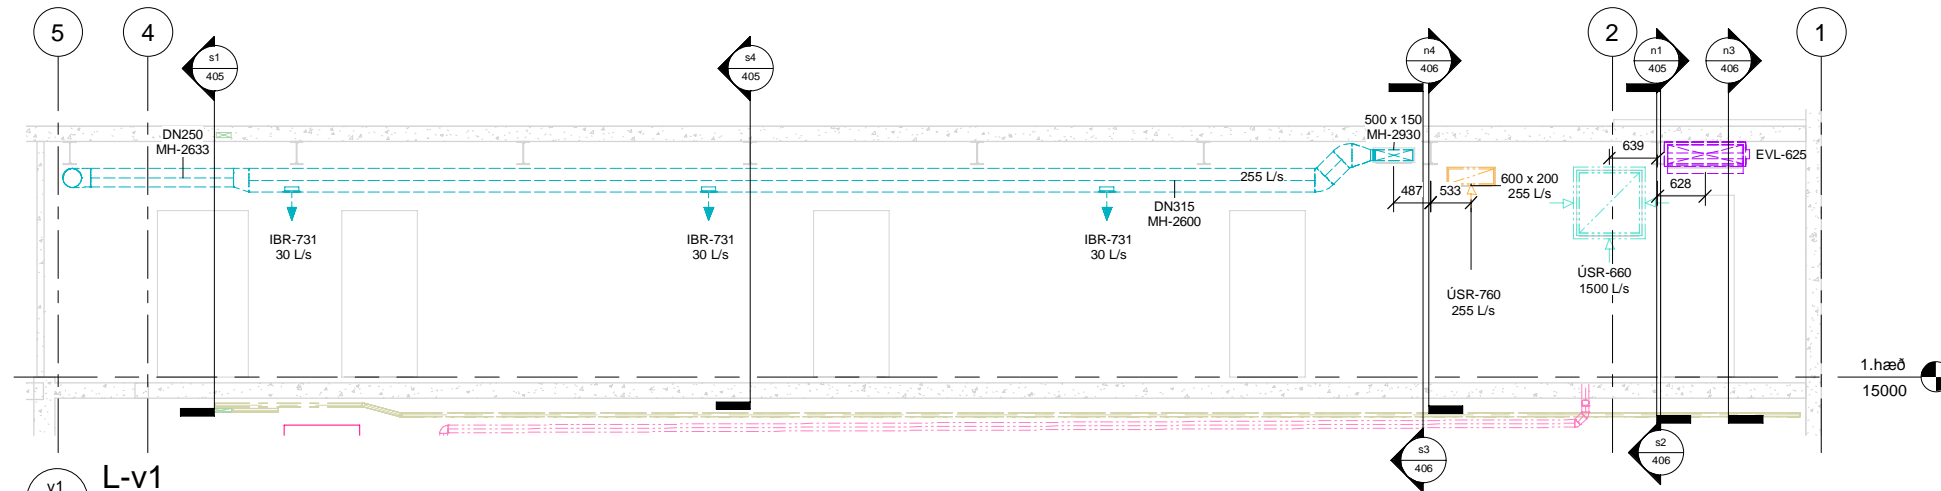 5
4
2
1
s1
405
s4
405
n4
406
n1
405
n3
406
DN250
MH-2633
500 x 150
MH-2930
639
EVL-625
255 L/s
487
533
600 x 200
255 L/s
628
DN315
MH-2600
IBR-731
30 L/s
IBR-731
30 L/s
IBR-731
30 L/s
ÚSR-760
255 L/s
ÚSR-660
1500 L/s
1.hæð
15000
s3
406
s2
406
v1
L-v1